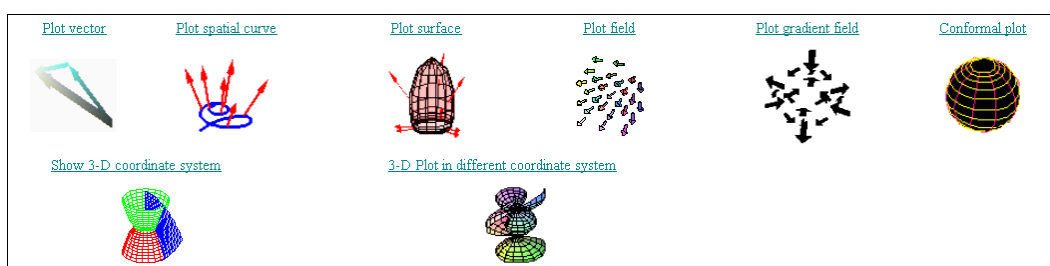 Plot vector
Plot spatial curve
Plot surface
Plot field
Plot gradient field
Conformal plot
Show 3-D coordinate system
3-D Plot in different coordinate system